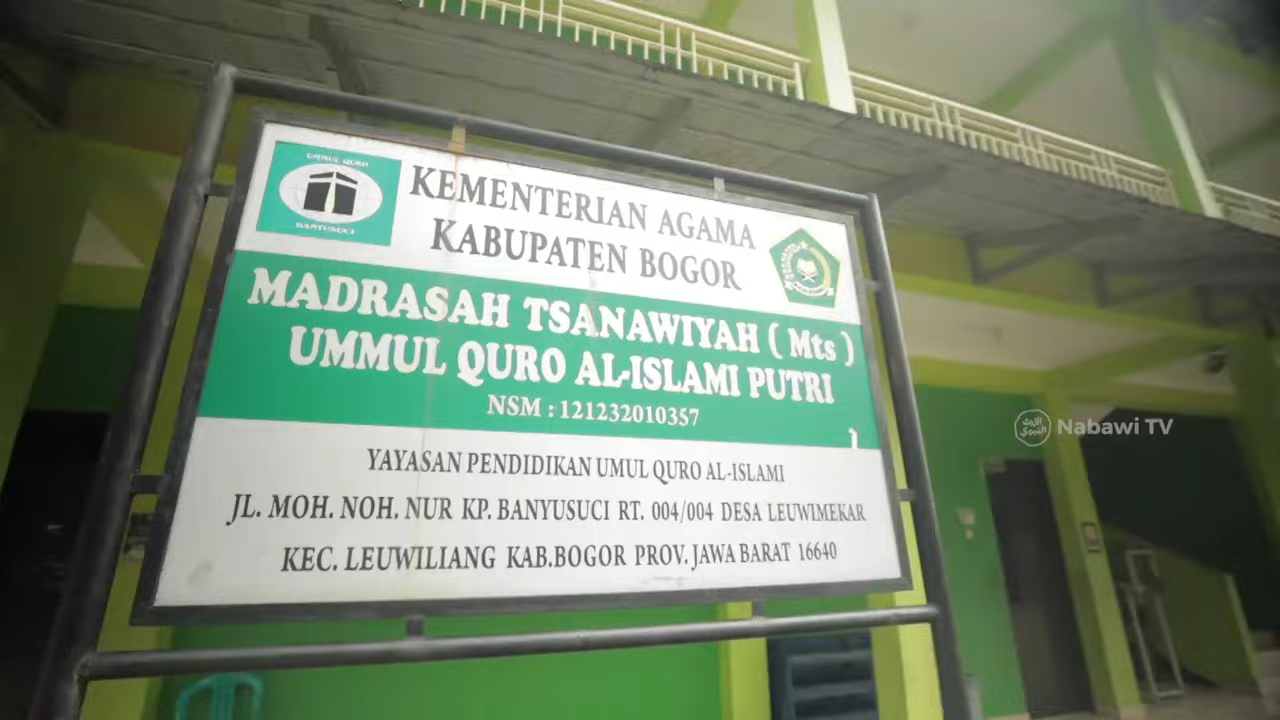 UMMUL QURO
BANYUSUCI
KEMENTERIAN AGAMA
KABUPATEN BOGOR
MADRASAH TSANAWIYAH ( Mts )
UMMUL QURO AL-ISLAMI PUTRI
NSM : 121232010357
YAYASAN PENDIDIKAN UMUL QURO AL-ISLAMI
JL. MOH. NOH. NUR KP. BANYUSUCI RT. 004/004 DESA LEUWIMEKAR
KEC. LEUWILIANG KAB.BOGOR PROV. JAWA BARAT 16640
Nabawi TV